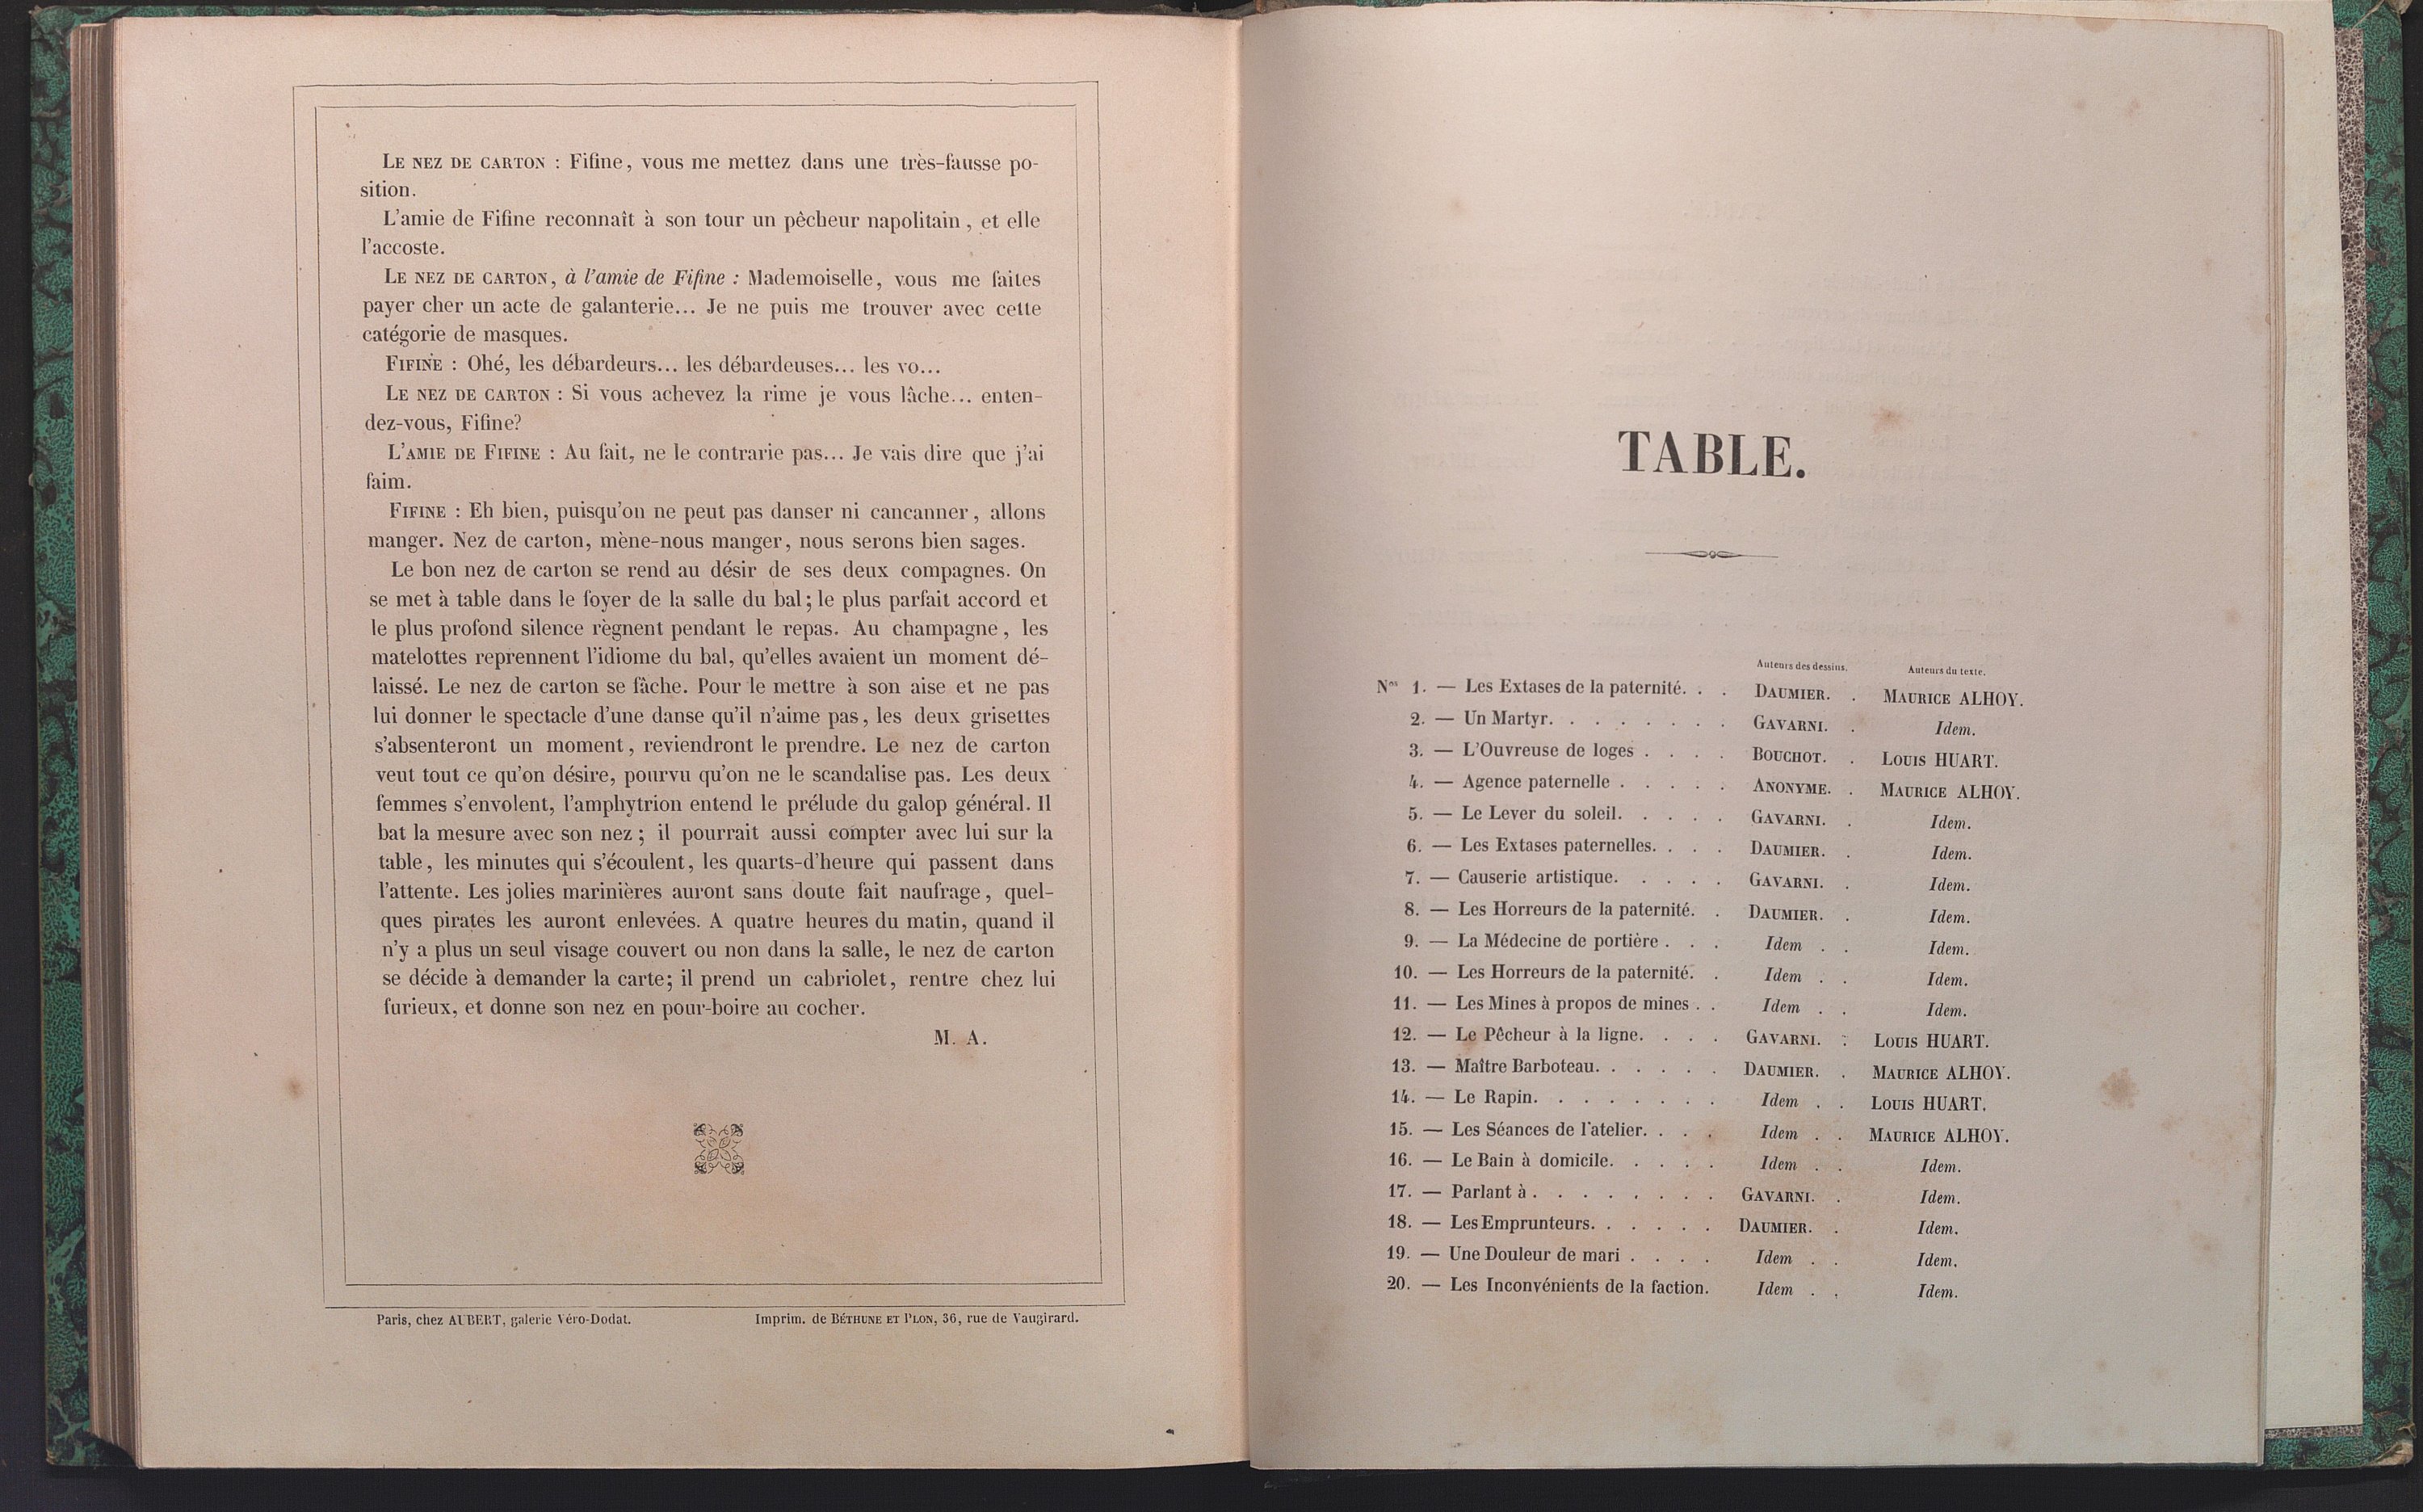 LE NEZ DE CARTON : Fifine, vous me mettez dans une très-fausse po-
sition.
L'amie de Fifine reconnaît à son tour un pêcheur napolitain, et elle
l'accoste.
LE NEZ DE CARTON, à l'amie de Fifine : Mademoiselle, vous me faites
payer cher un acte de galanterie... Je ne puis me trouver avec cette
catégorie de masques.
FIFINE : Ohé, les débardeurs... les débardeuses... les vo...
LE NEZ DE CARTON : Si vous achevez la rime je vous lâche... enten-
dez-vous, Fifine?
L'AMIE DE FIFINE : Au fait, ne le contrarie pas... Je vais dire que j'ai
faim.
FIFINE : Eh bien, puisqu'on ne peut pas danser ni cancanner, allons
manger. Nez de carton, mène-nous manger, nous serons bien sages.
Le bon nez de carton se rend au désir de ses deux compagnes. On
se met à table dans le foyer de la salle du bal; le plus parfait accord et
le plus profond silence règnent pendant le repas. Au champagne, les
matelottes reprennent l'idiome du bal, qu'elles avaient un moment dé-
laissé. Le nez de carton se fâche. Pour le mettre à son aise et ne pas
lui donner le spectacle d'une danse qu'il n'aime pas, les deux grisettes
s'absenteront un moment, reviendront le prendre. Le nez de carton
veut tout ce qu'on désire, pourvu qu'on ne le scandalise pas. Les deux
femmes s'envolent, l'amphytrion entend le prélude du galop général. Il
bat la mesure avec son nez; il pourrait aussi compter avec lui sur la
table, les minutes qui s'écoulent, les quarts-d'heure qui passent dans
l'attente. Les jolies marinières auront sans doute fait naufrage, quel-
ques pirates les auront enlevées. A quatre heures du matin, quand il
n'y a plus un seul visage couvert ou non dans la salle, le nez de carton
se décide à demander la carte; il prend un cabriolet, rentre chez lui
furieux, et donne son nez en pour-boire au cocher.
M. A.
Paris, chez AUBERT, galerie Véro-Dodat. Imprim. de BÉTHUNE ET PLON, 36, rue de Vaugirard.
TABLE.
Auteurs des dessins. Auteurs du texte.
Nos 1. — Les Extases de la paternité. . . DAUMIER. . MAURICE ALHOY.
2. — Un Martyr. . . . . . . . GAVARNI. . Idem.
3. — L'Ouvreuse de loges . . . . BOUCHOT. . LOUIS HUART.
4. — Agence paternelle . . . . . ANONYME. . MAURICE ALHOY.
5. — Le Lever du soleil. . . . . GAVARNI. . Idem.
6. — Les Extases paternelles. . . . DAUMIER. . Idem.
7. — Causerie artistique. . . . . GAVARNI. . Idem.
8. — Les Horreurs de la paternité. . DAUMIER. . Idem.
9. — La Médecine de portière . . . Idem . . Idem.
10. — Les Horreurs de la paternité. . Idem . . Idem.
11. — Les Mines à propos de mines . . Idem . . Idem.
12. — Le Pêcheur à la ligne. . . . GAVARNI. . LOUIS HUART.
13. — Maître Barboteau. . . . . . DAUMIER. . MAURICE ALHOY.
14. — Le Rapin. . . . . . . . Idem . . LOUIS HUART.
15. — Les Séances de l'atelier. . . . Idem . . MAURICE ALHOY.
16. — Le Bain à domicile. . . . . Idem . . Idem.
17. — Parlant à . . . . . . . . GAVARNI. . Idem.
18. — Les Emprunteurs. . . . . . DAUMIER. . Idem.
19. — Une Douleur de mari . . . . Idem . . Idem.
20. — Les Inconvénients de la faction. Idem . . Idem.